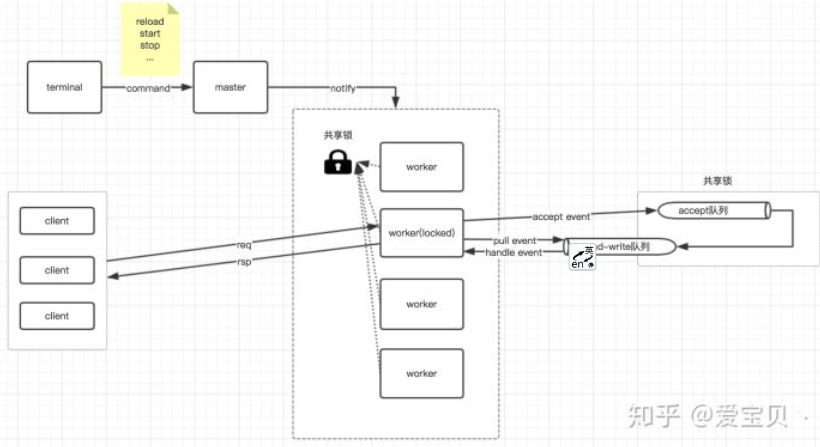 reload
start
stop
...
terminal
command
master
notify
共享锁
worker
共享锁
client
worker(locked)
accept event
accept队列
req
pull event
d-write队列
client
rsp
handle event
英
en
worker
client
worker
知乎 @爱宝贝